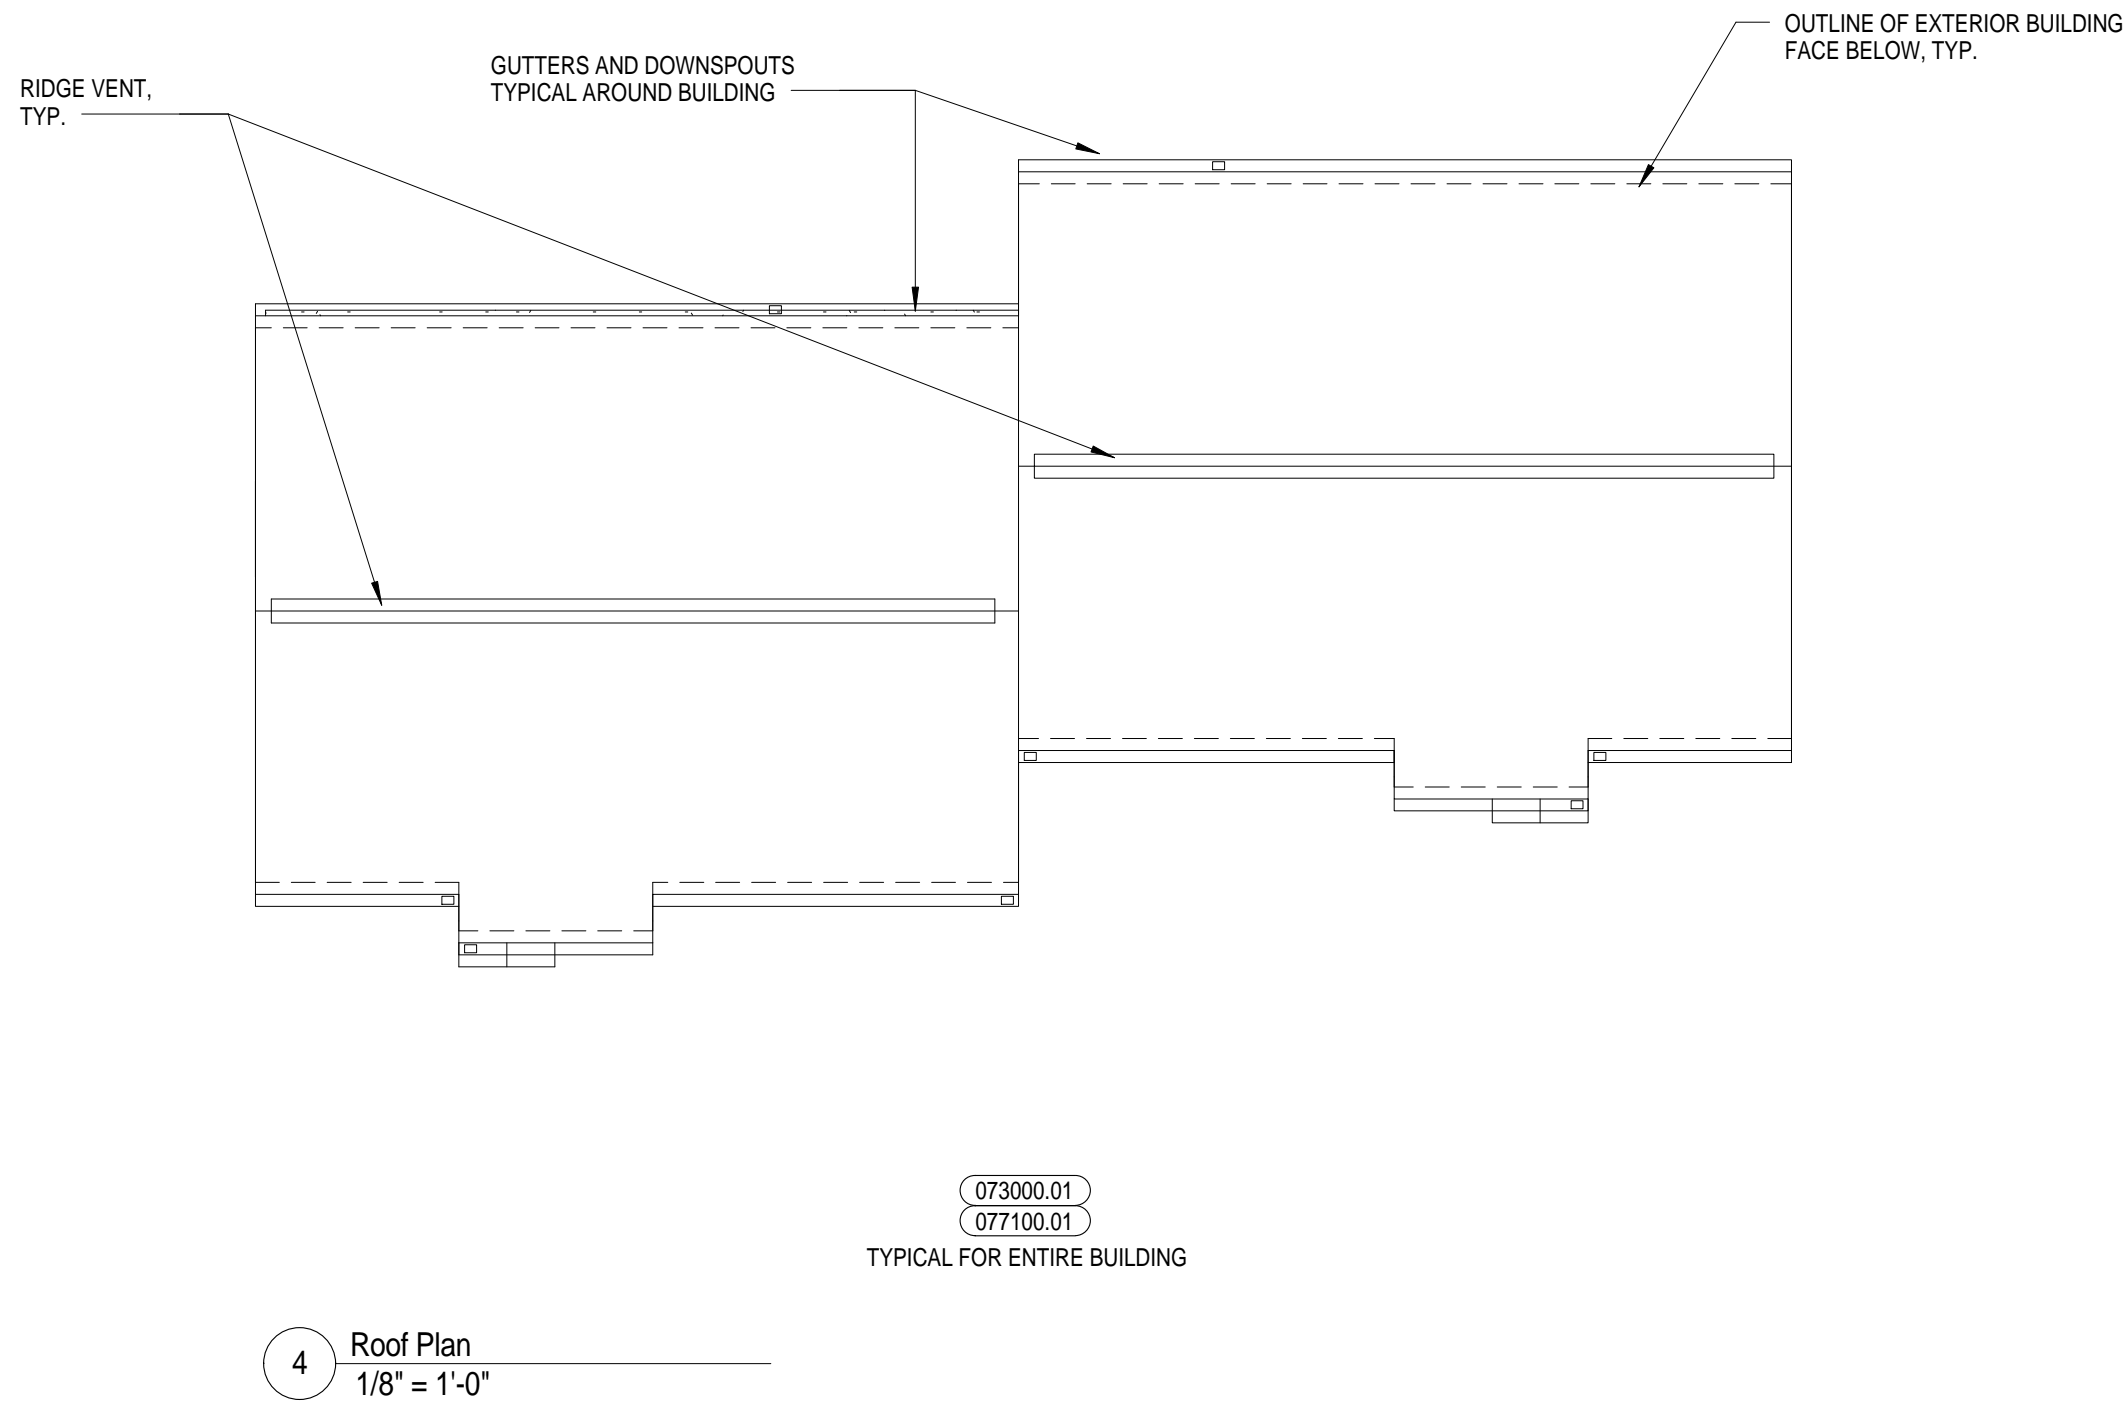 OUTLINE OF EXTERIOR BUILDING
FACE BELOW, TYP.
GUTTERS AND DOWNSPOUTS
TYPICAL AROUND BUILDING
RIDGE VENT,
TYP.
073000.01
077100.01
TYPICAL FOR ENTIRE BUILDING
4
Roof Plan
1/8" = 1'-0"